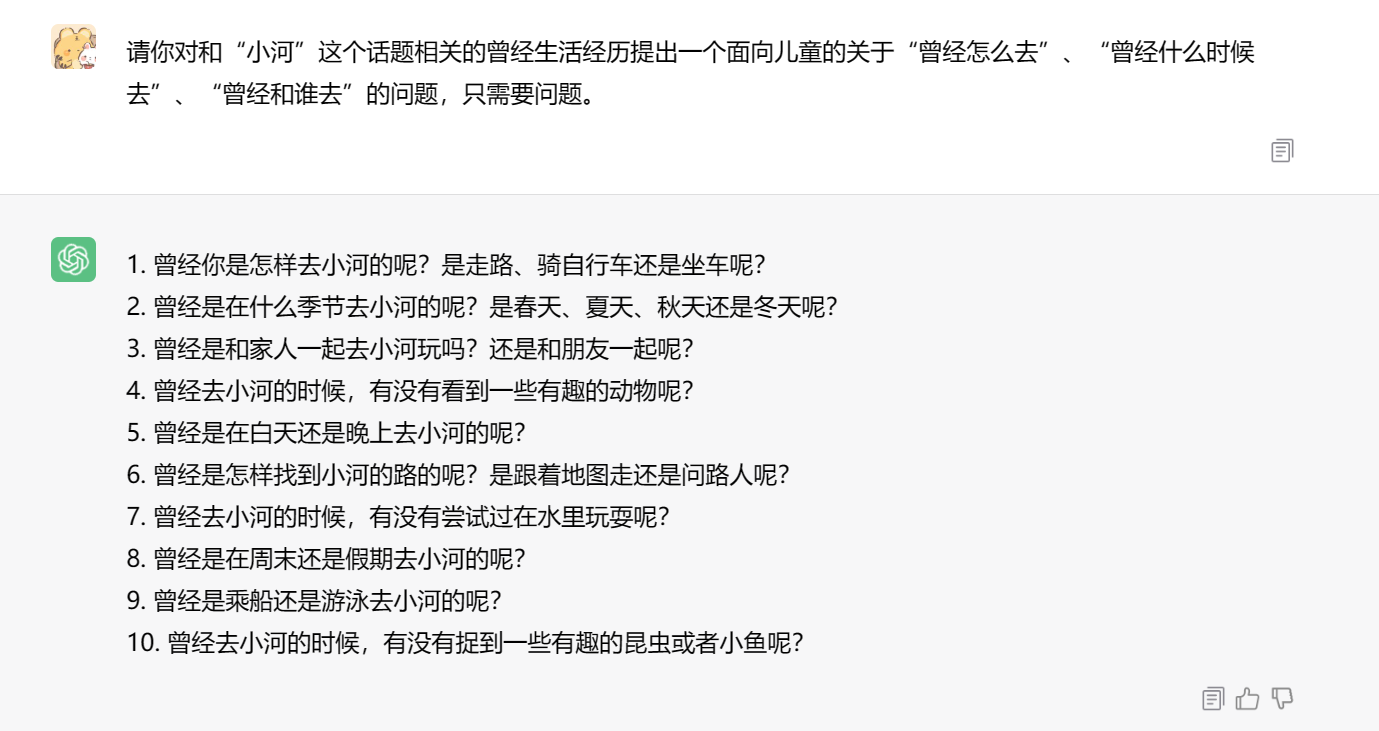 请你对和“小河”这个话题相关的曾经生活经历提出一个面向儿童的关于“曾经怎么去”、“曾经什么时候
去”、“曾经和谁去”的问题，只需要问题。
1. 曾经你是怎样去小河的呢？是走路、骑自行车还是坐车呢？
2. 曾经是在什么季节去小河的呢？是春天、夏天、秋天还是冬天呢？
3. 曾经是和家人一起去小河玩吗？还是和朋友一起呢？
4. 曾经去小河的时候，有没有看到一些有趣的动物呢？
5. 曾经是在白天还是晚上去小河的呢？
6. 曾经是怎样找到小河的路的呢？是跟着地图走还是问路人呢？
7. 曾经去小河的时候，有没有尝试过在水里玩耍呢？
8. 曾经是在周末还是假期去小河的呢？
9. 曾经是乘船还是游泳去小河的呢？
10. 曾经去小河的时候，有没有捉到一些有趣的昆虫或者小鱼呢？